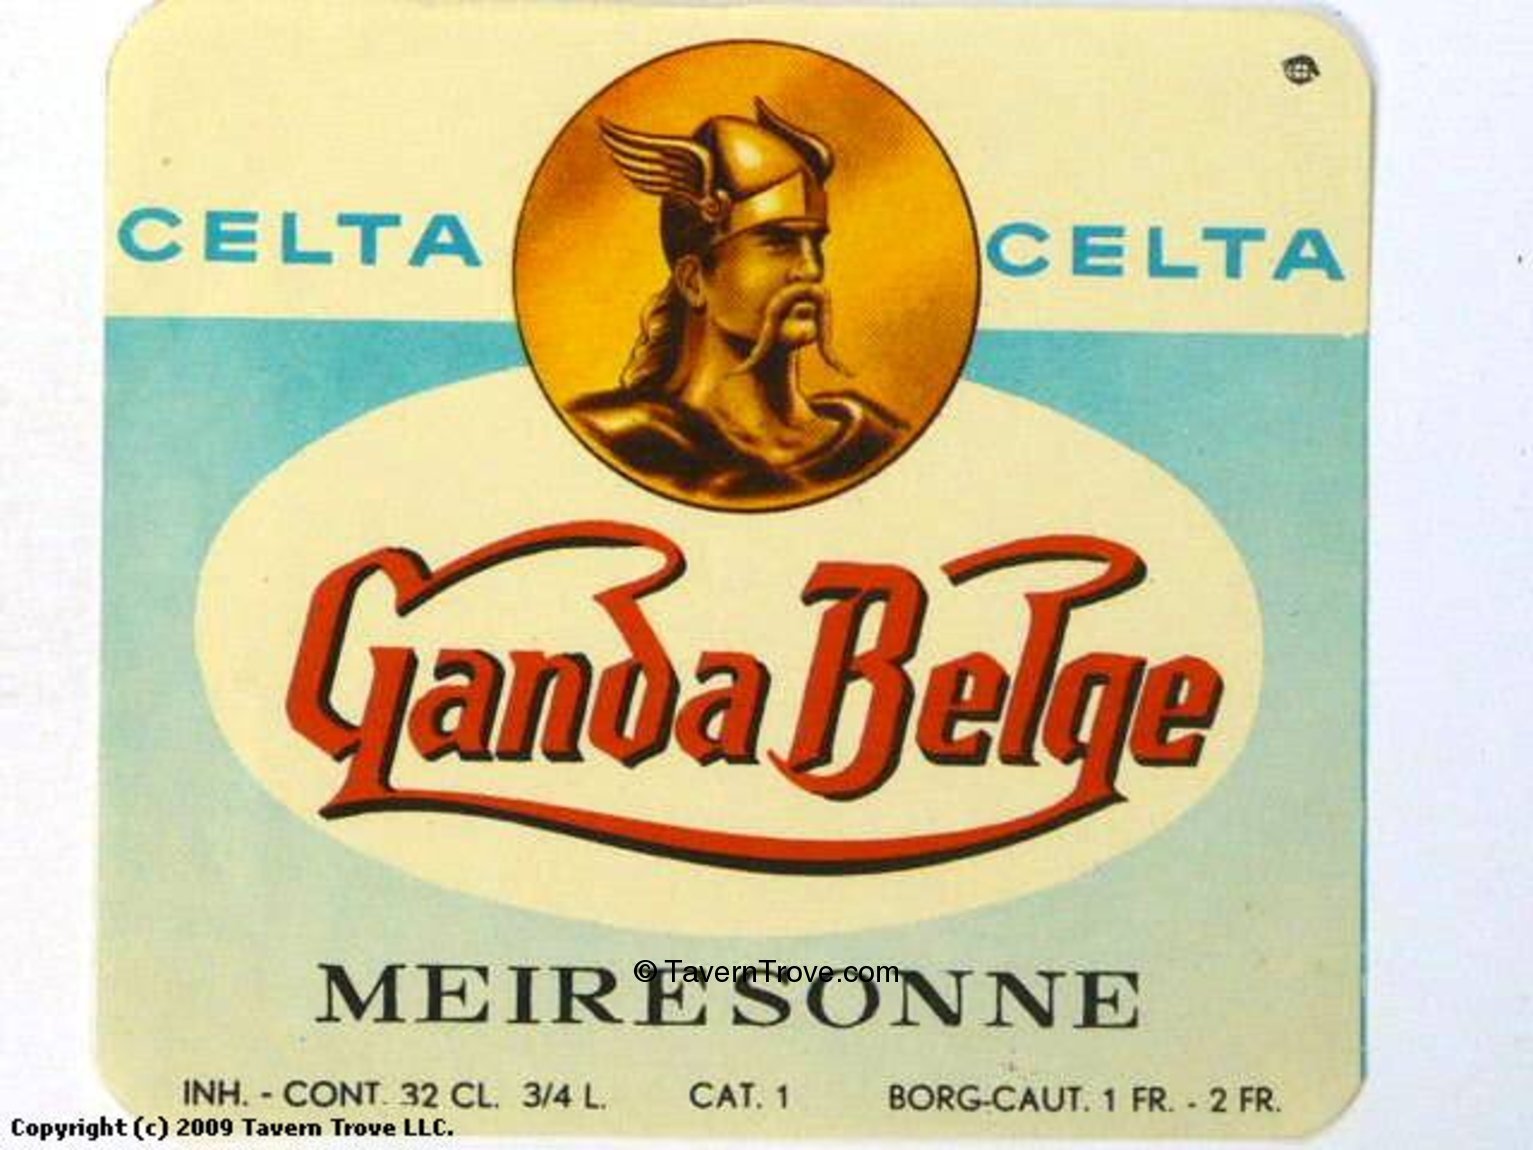 CELTA CELTA
Ganda Belge
MEIRESONNE
© TavernTrove.com
INH. - CONT. 32 CL. 3/4 L. CAT. 1 BORG-CAUT. 1 FR. - 2 FR.
Copyright (c) 2009 Tavern Trove LLC.